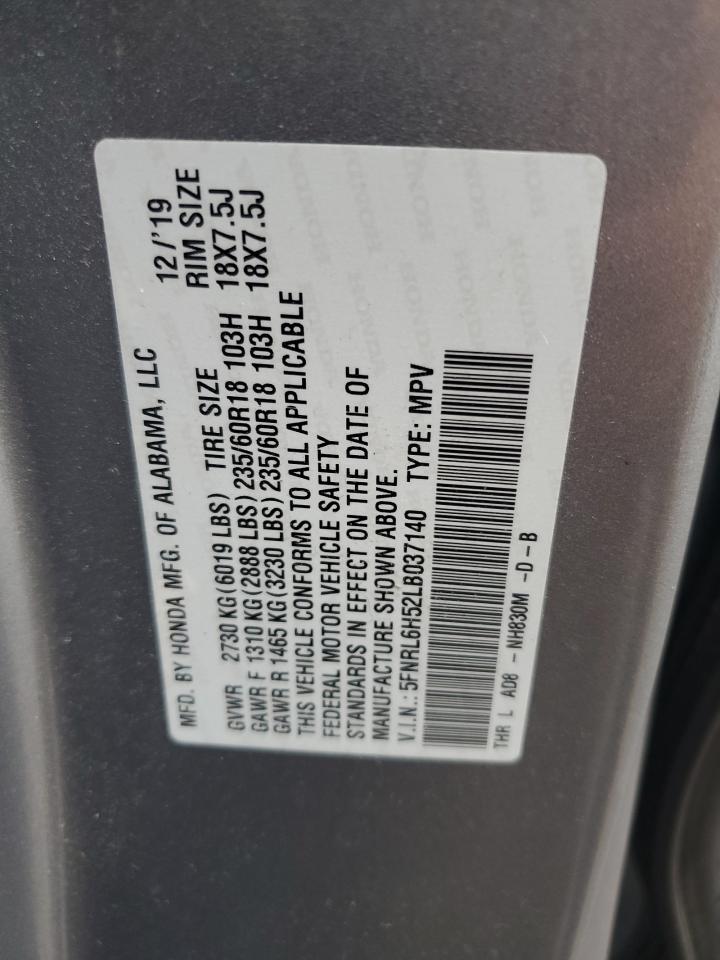 MFD. BY HONDA MFG. OF ALABAMA, LLC 12/'19
GVWR 2730 KG(6019 LBS) TIRE SIZE RIM SIZE
GAWR F 1310 KG(2888 LBS) 235/60R18 103H 18X7.5J
GAWR R 1465 KG(3230 LBS) 235/60R18 103H 18X7.5J
THIS VEHICLE CONFORMS TO ALL APPLICABLE
FEDERAL MOTOR VEHICLE SAFETY
STANDARDS IN EFFECT ON THE DATE OF
MANUFACTURE SHOWN ABOVE.
V.I.N.: 5FNRL6H52LB037140 TYPE: MPV
THR L A08 - NH830M -D-B